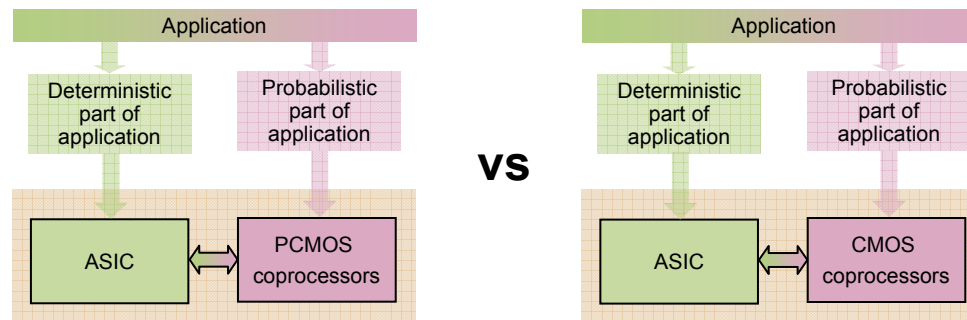 Application
Deterministic
part of
application
Probabilistic
part of
application
ASIC
PCMOS
coprocessors
vs
Application
Deterministic
part of
application
Probabilistic
part of
application
ASIC
CMOS
coprocessors